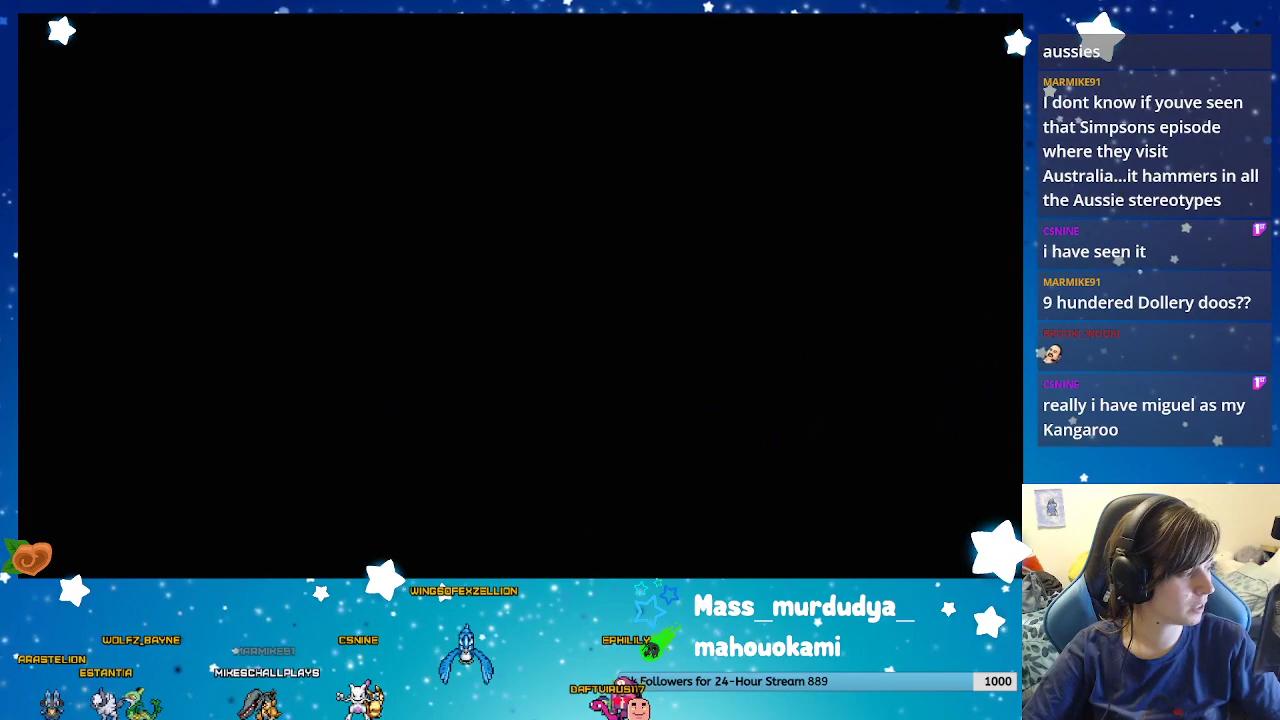 aussies
MARMIKE91
I dont know if youve seen
that Simpsons episode
where they visit
Australia...it hammers in all
the Aussie stereotypes
CSNINE
i have seen it
MARMIKE91
9 hundered Dollery doos??
CSNINE
really i have miguel as my
Kangaroo
WINGSOFEXZELLION
Mass_murdudya_
mahouokami
WOLFZ_BAYNE
CSNINE
EPHILILY
MARMIKE91
ARASTELION
ESTANTIA
MIKESCHALLPLAYS
Followers for 24-Hour Stream 889
1000
DAFTVIRUS117